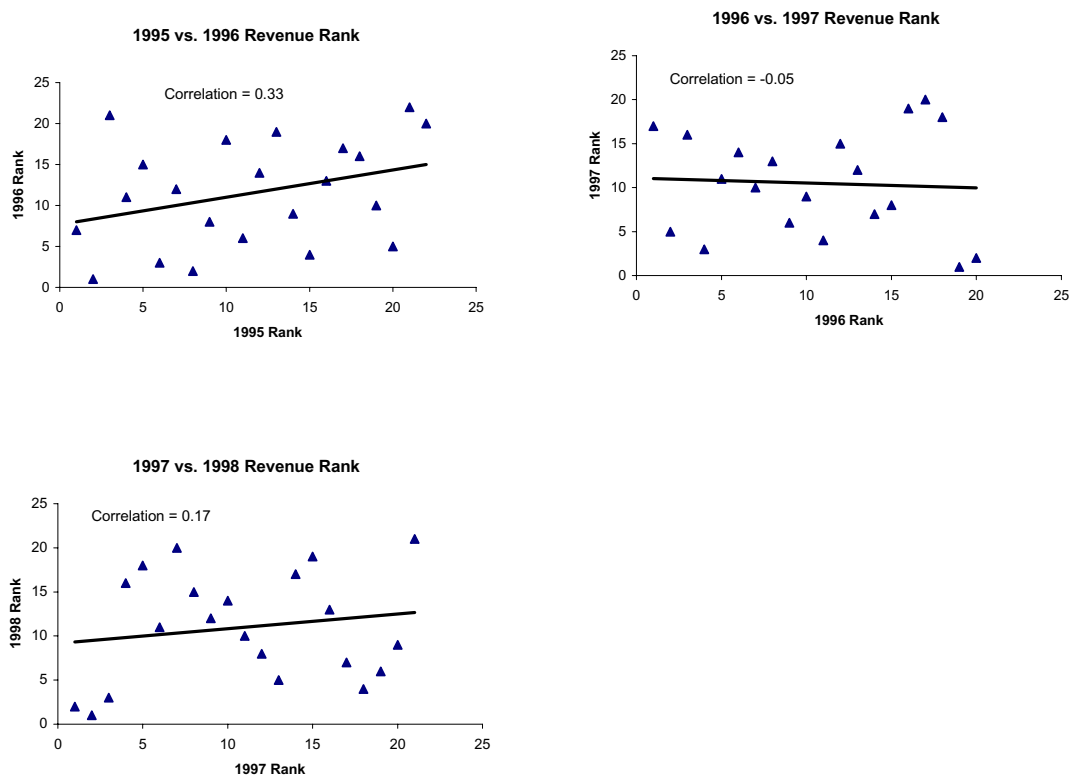 1995 vs. 1996 Revenue Rank
Correlation = 0.33
25
20
15
10
5
0
1996 Rank
0 5 10 15 20 25
1995 Rank
1996 vs. 1997 Revenue Rank
Correlation = -0.05
25
20
15
10
5
0
1997 Rank
0 5 10 15 20 25
1996 Rank
1997 vs. 1998 Revenue Rank
Correlation = 0.17
25
20
15
10
5
0
1998 Rank
0 5 10 15 20 25
1997 Rank